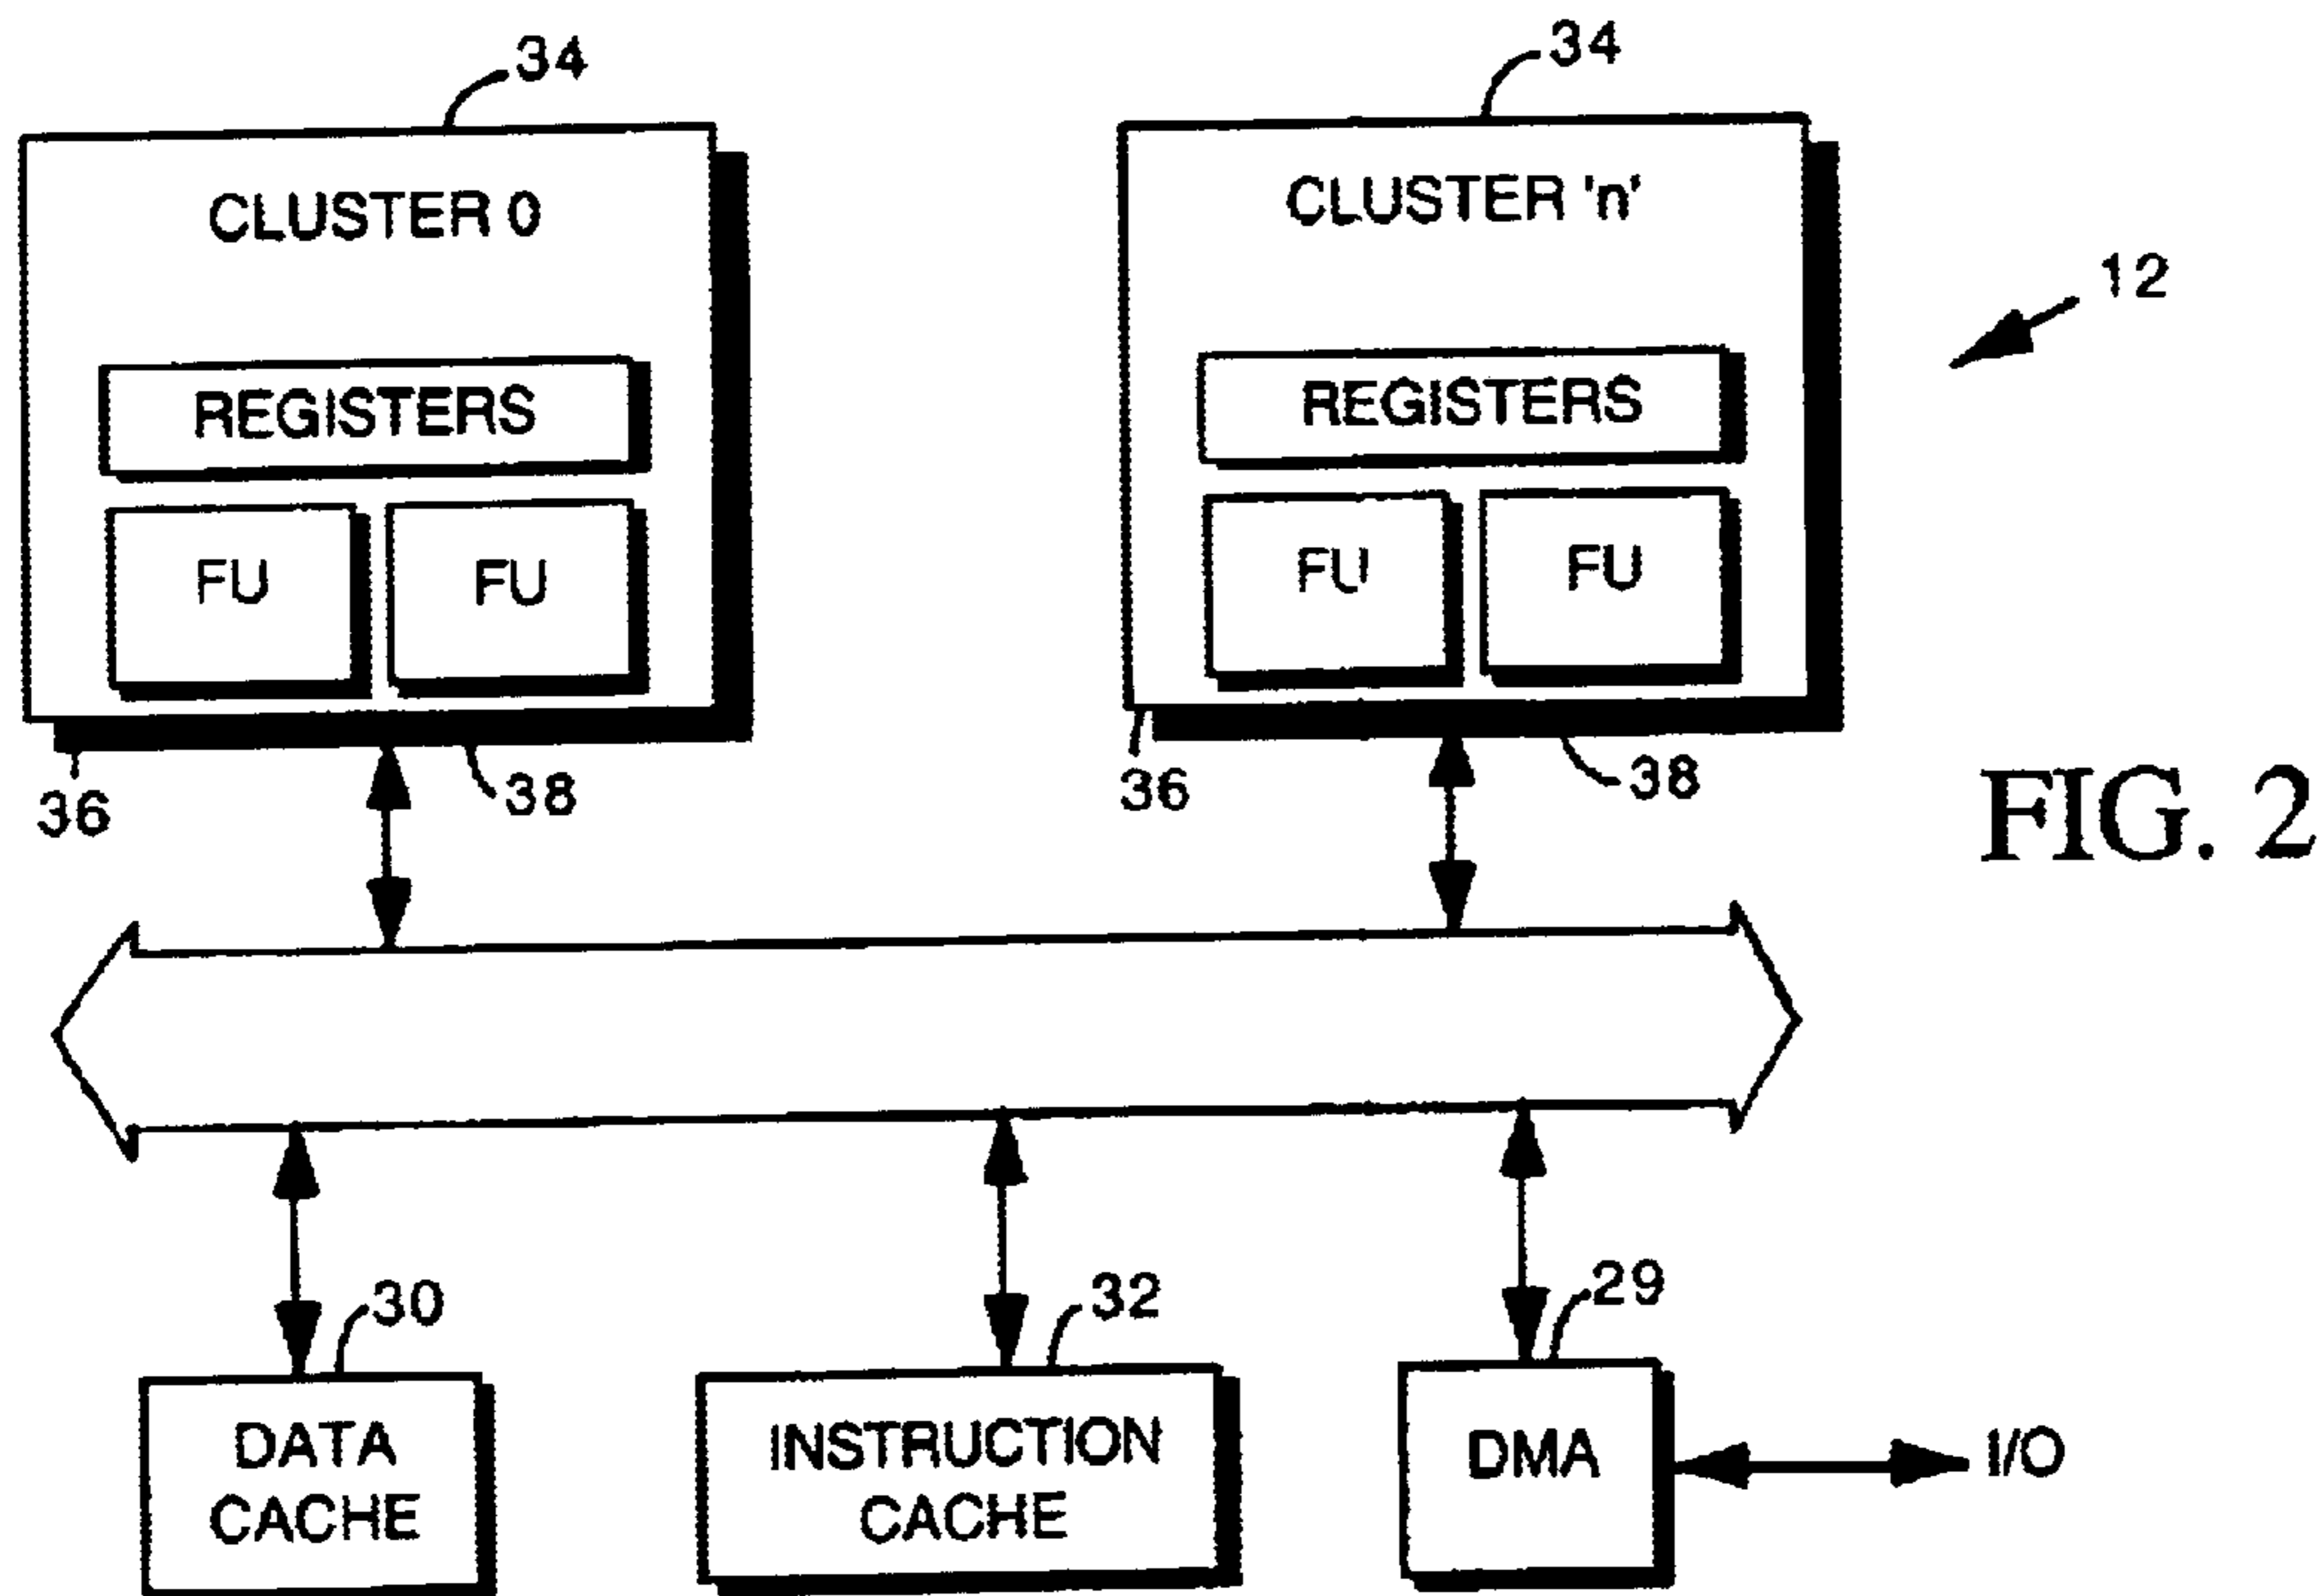 34
34
CLUSTER 0
CLUSTER 'n'
12
REGISTERS
REGISTERS
FU
FU
FU
FU
36
38
36
38
FIG. 2
30
32
29
DATA
CACHE
INSTRUCTION
CACHE
DMA
I/O